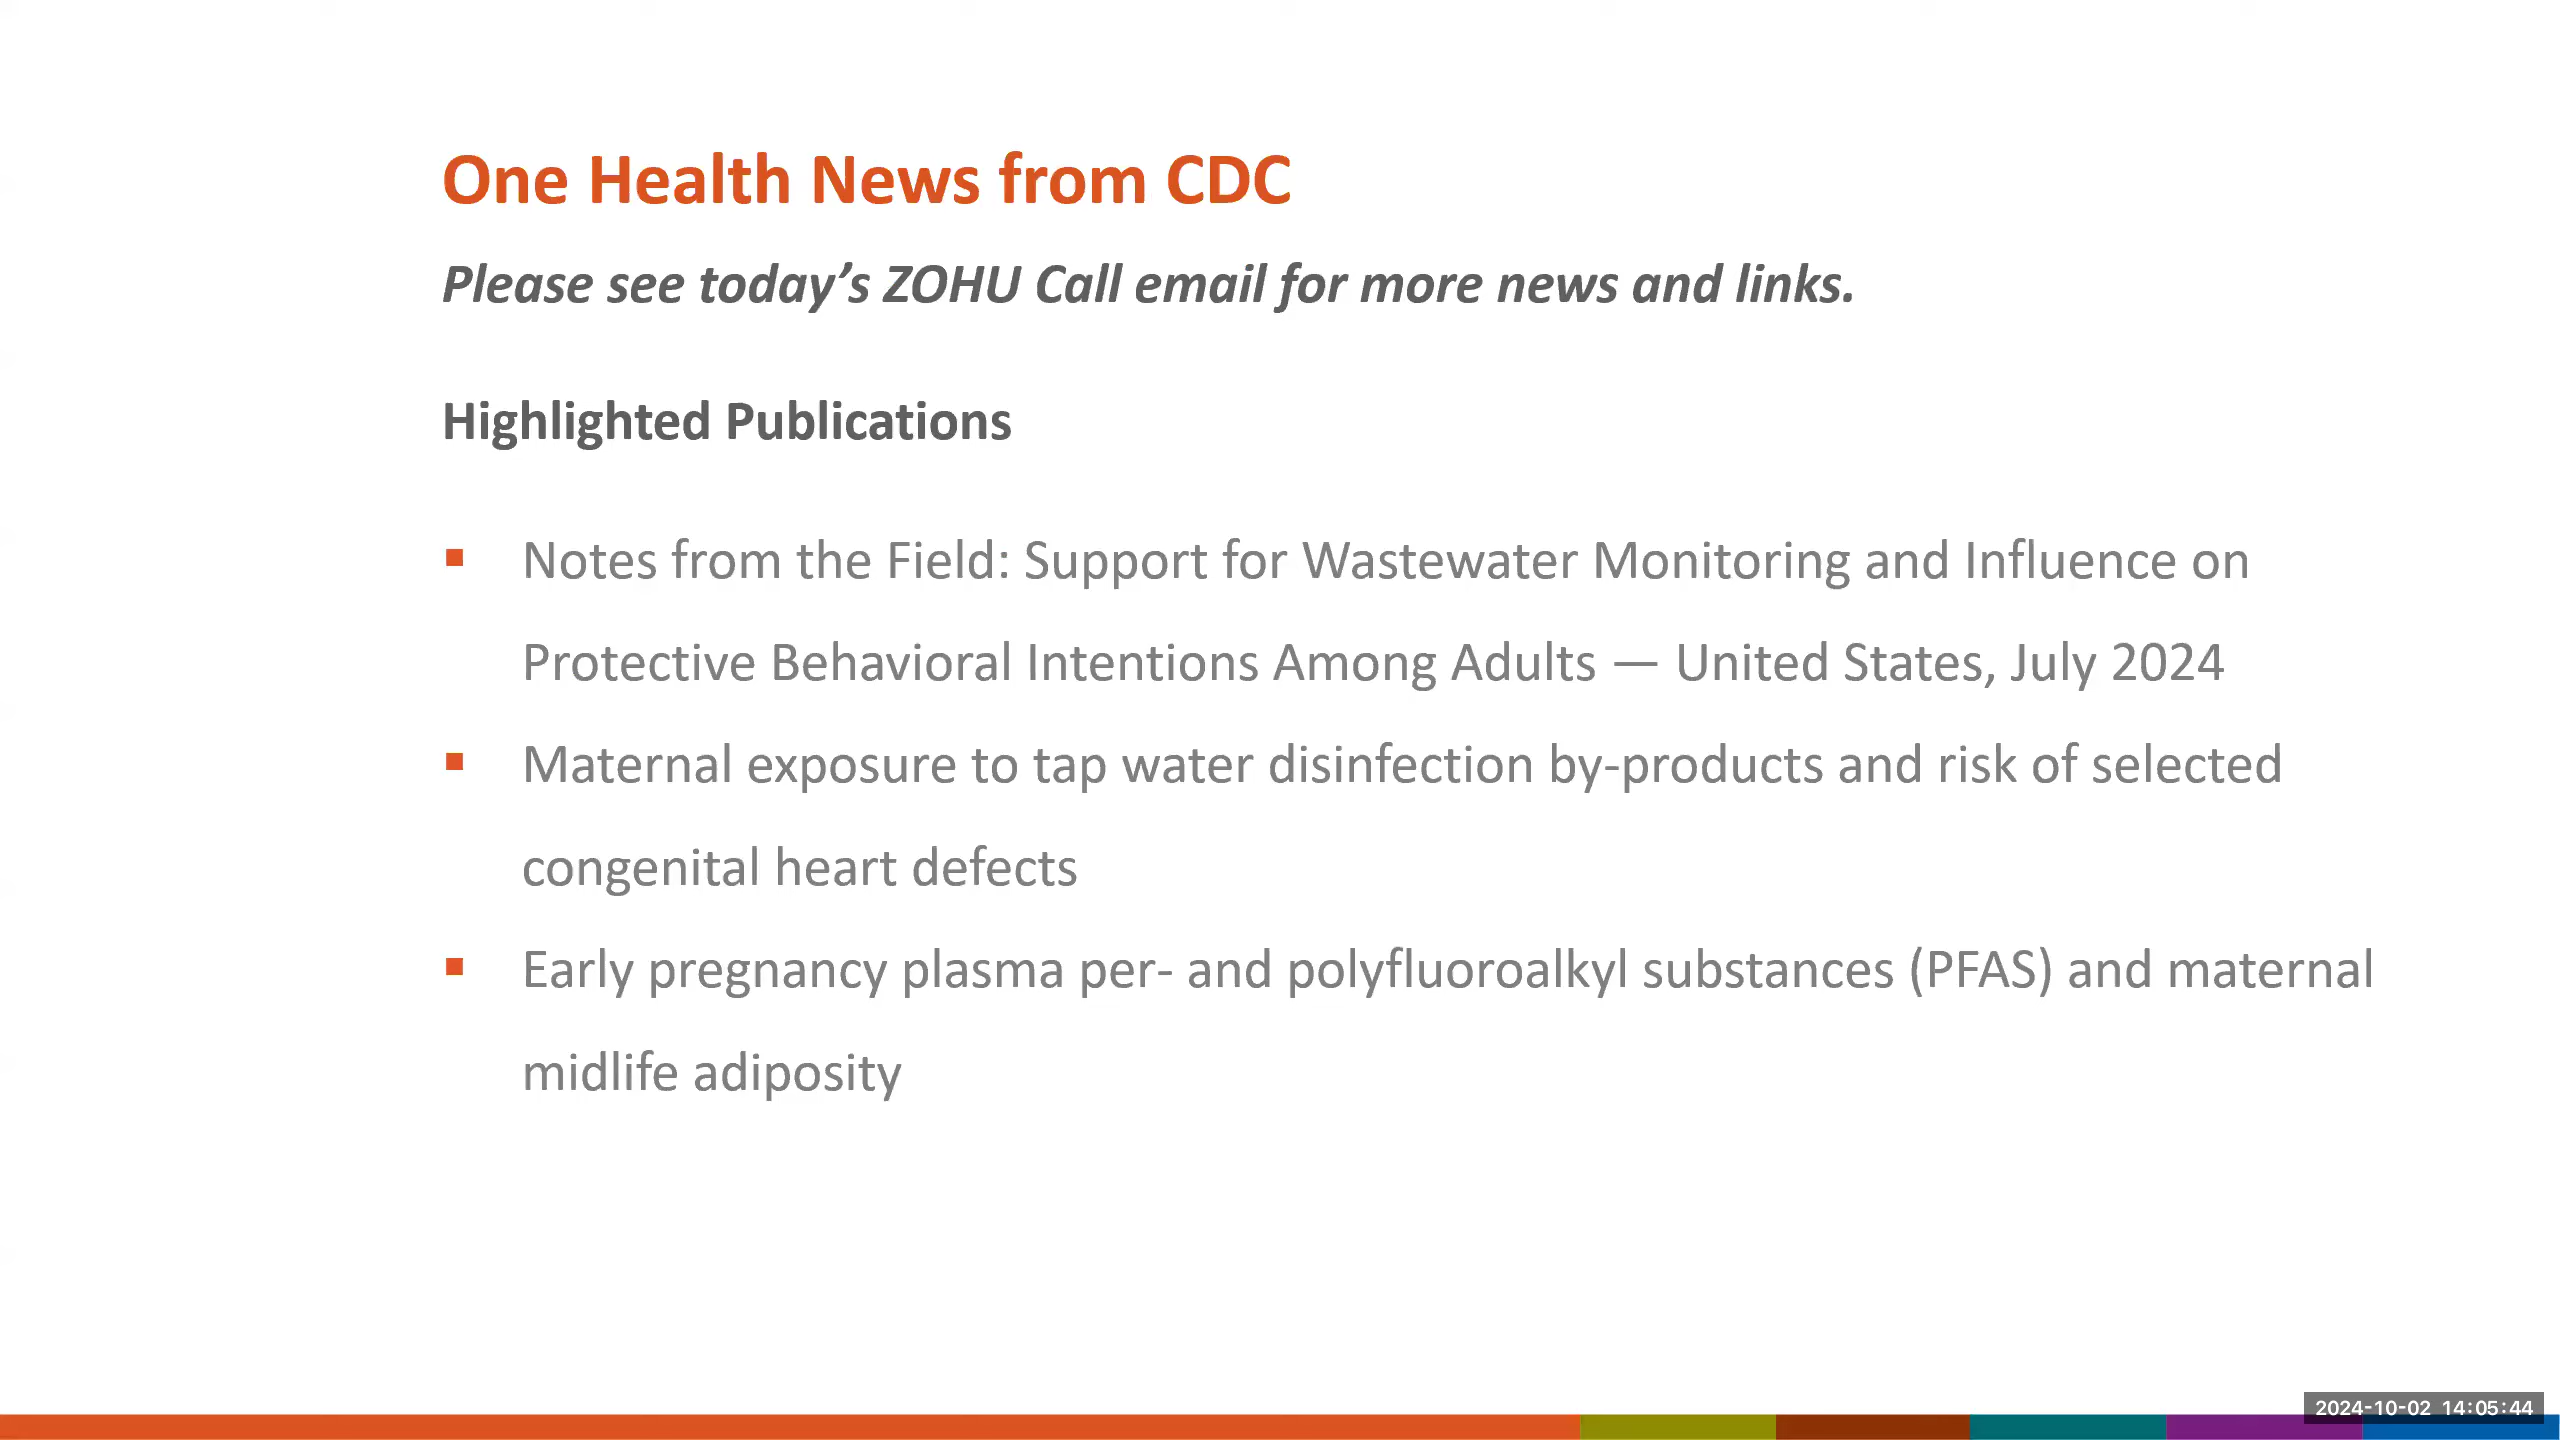 One Health News from CDC
Please see today’s ZOHU Call email for more news and links.
Highlighted Publications
▪ Notes from the Field: Support for Wastewater Monitoring and Influence on
Protective Behavioral Intentions Among Adults — United States, July 2024
▪ Maternal exposure to tap water disinfection by-products and risk of selected
congenital heart defects
▪ Early pregnancy plasma per- and polyfluoroalkyl substances (PFAS) and maternal
midlife adiposity
2024-10-02 14:05:44